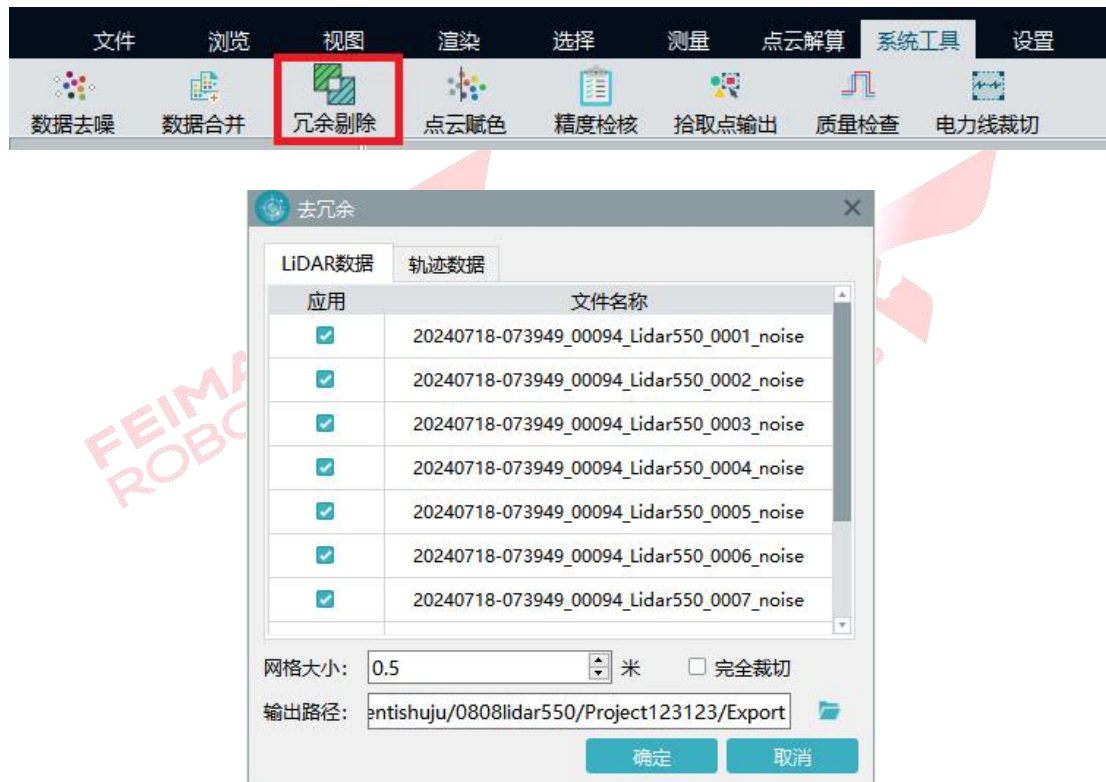 文件 浏览 视图 渲染 选择 测量 点云解算 系统工具 设置
数据去噪 数据合并 冗余剔除 点云赋色 精度检核 拾取点输出 质量检查 电力线裁切
去冗余
LiDAR数据 轨迹数据
应用 文件名称
20240718-073949_00094_Lidar550_0001_noise
20240718-073949_00094_Lidar550_0002_noise
20240718-073949_00094_Lidar550_0003_noise
20240718-073949_00094_Lidar550_0004_noise
20240718-073949_00094_Lidar550_0005_noise
20240718-073949_00094_Lidar550_0006_noise
20240718-073949_00094_Lidar550_0007_noise
网格大小： 0.5 米 完全裁切
输出路径： entishuju/0808lidar550/Project123123/Export
确定 取消
FEIMA
ROBO